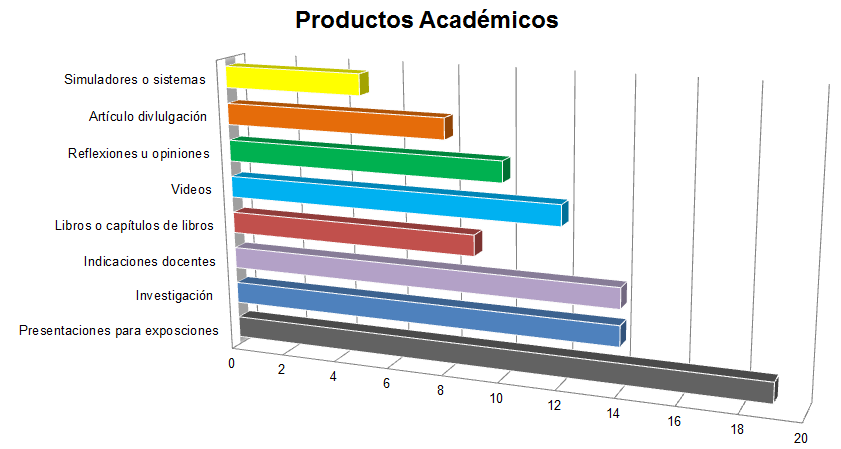 Productos Académicos
Simuladores o sistemas
Artículo divlulgación
Reflexiones u opiniones
Videos
Libros o capítulos de libros
Indicaciones docentes
Investigación
Presentaciones para exposciones
0 2 4 6 8 10 12 14 16 18 20